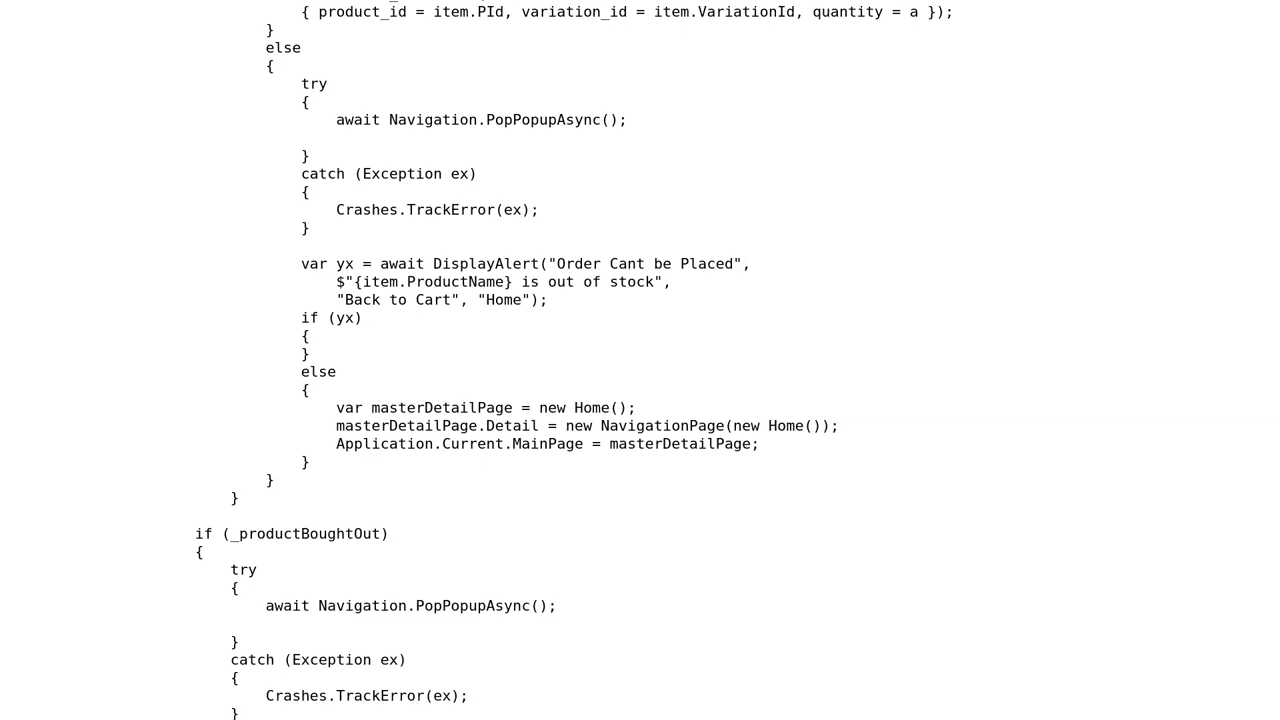 { product_id = item.PId, variation_id = item.VariationId, quantity = a });
}
else
{
try
{
await Navigation.PopPopupAsync();
}
catch (Exception ex)
{
Crashes.TrackError(ex);
}
var yx = await DisplayAlert("Order Cant be Placed",
$"{item.ProductName} is out of stock",
"Back to Cart", "Home");
if (yx)
{
}
else
{
var masterDetailPage = new Home();
masterDetailPage.Detail = new NavigationPage(new Home());
Application.Current.MainPage = masterDetailPage;
}
}
}
if (_productBoughtOut)
{
try
{
await Navigation.PopPopupAsync();
}
catch (Exception ex)
{
Crashes.TrackError(ex);
}